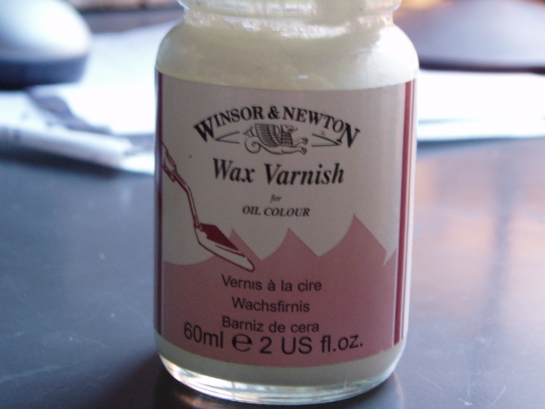 WINSOR & NEWTON
Wax Varnish
for
OIL COLOUR
Vernis à la cire
Wachsfirnis
Barniz de cera
60ml e 2 US fl.oz.